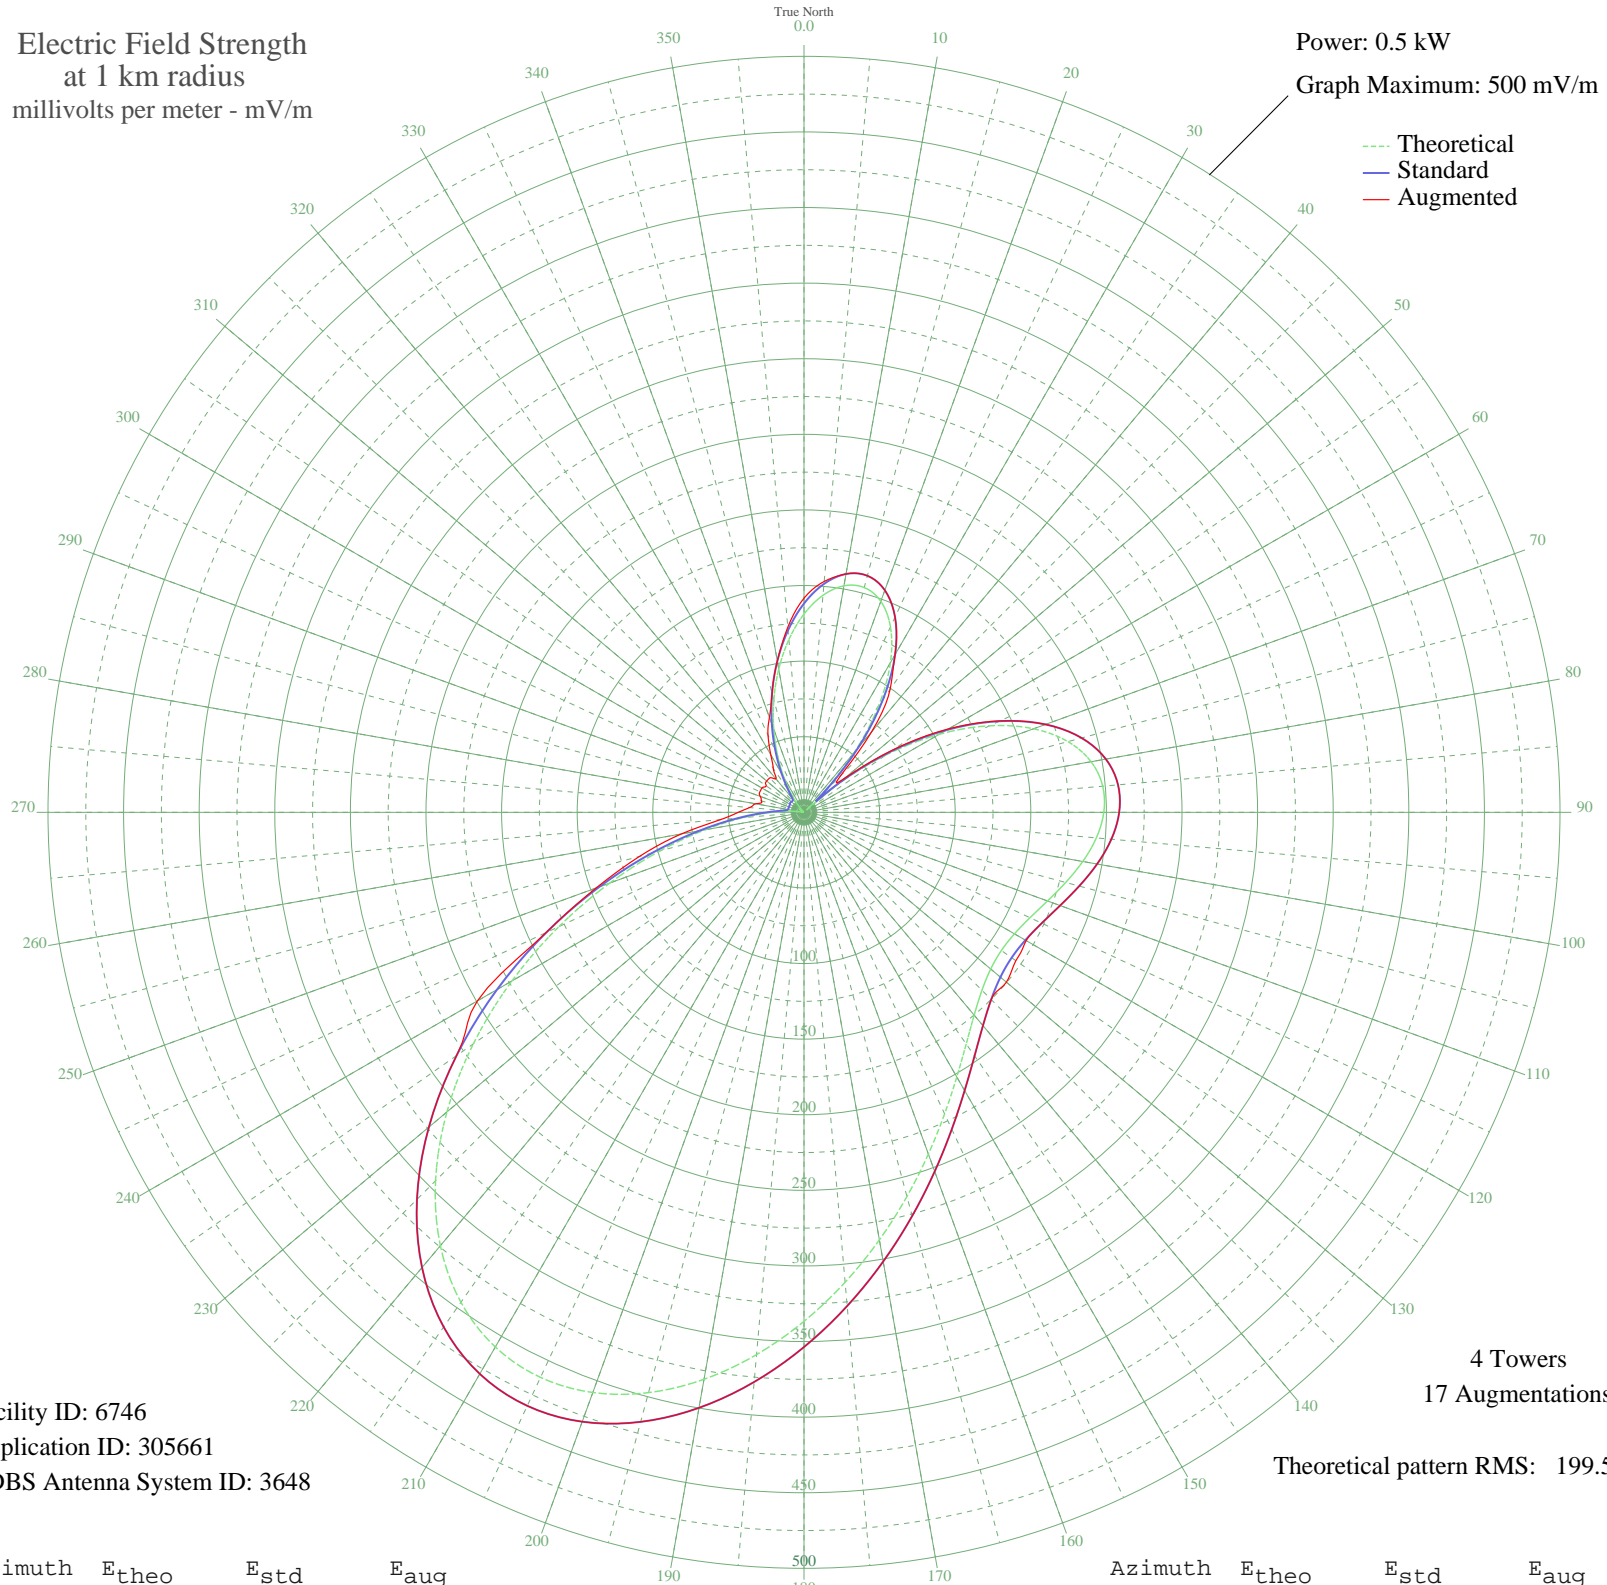 Electric Field Strength
at 1 km radius
millivolts per meter - mV/m
True North
0.0
10
20
30
40
50
60
70
80
90
100
110
120
130
140
150
160
170
190
200
210
220
230
240
250
260
270
280
290
300
310
320
330
340
350
Power: 0.5 kW
Graph Maximum: 500 mV/m
Theoretical
Standard
Augmented
100
150
200
250
300
350
400
450
500
4 Towers
17 Augmentations
Theoretical pattern RMS: 199.5
cility ID: 6746
plication ID: 305661
DBS Antenna System ID: 3648
imuth Etheo Estd Eaug
Azimuth Etheo Estd Eaug